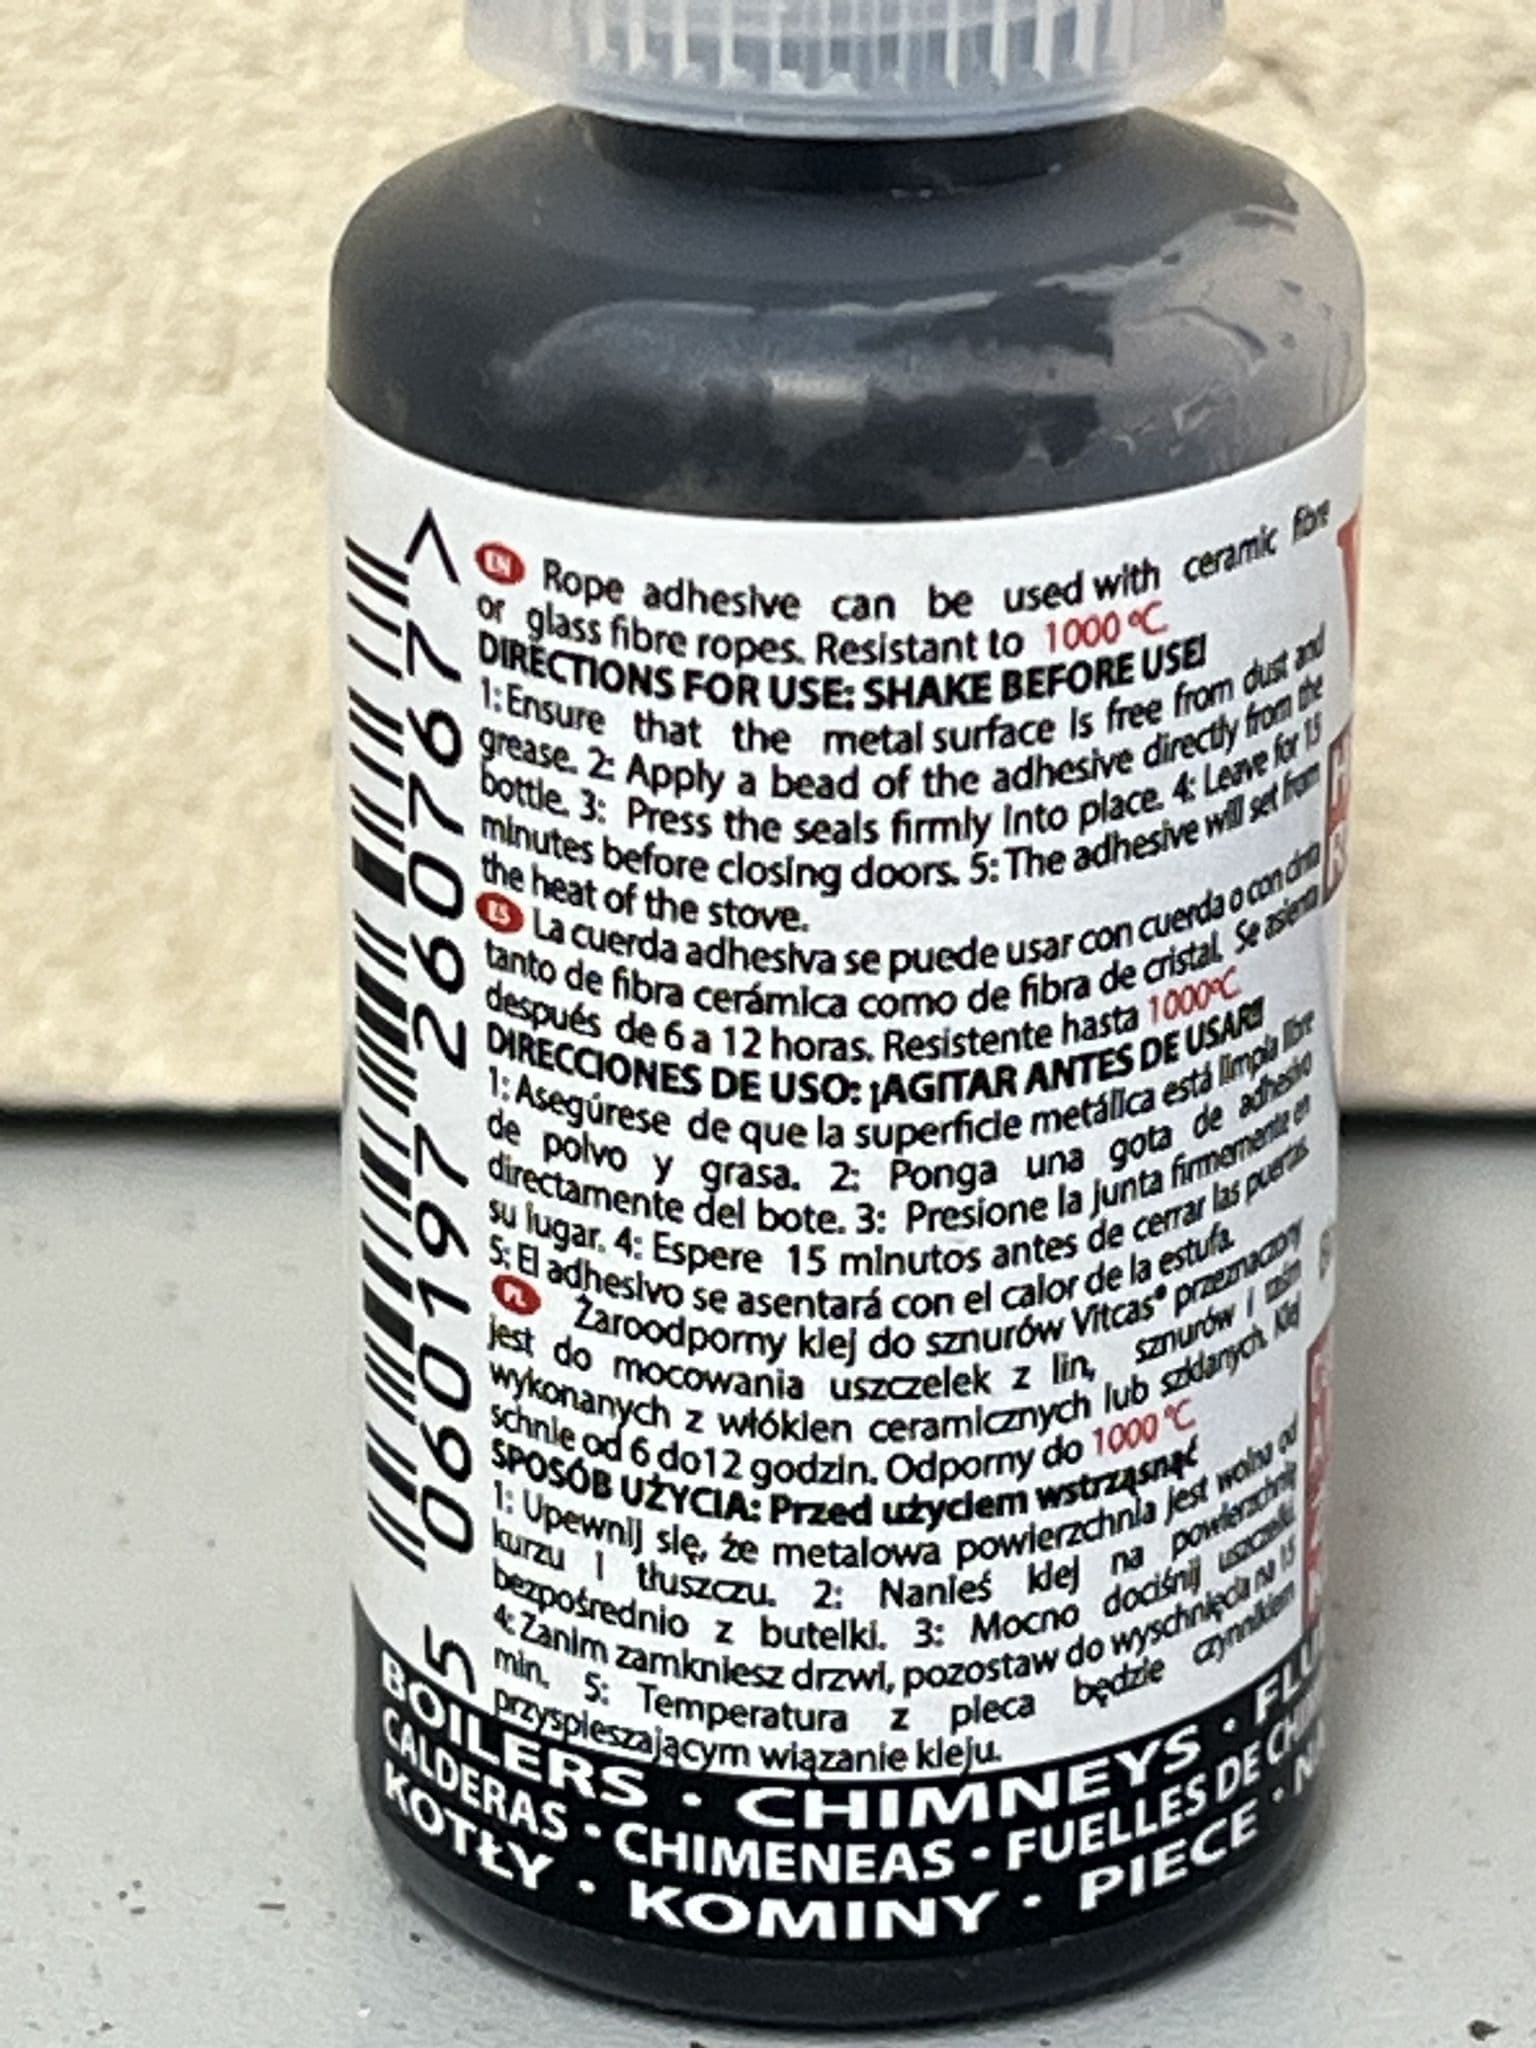 EN Rope adhesive can be used with ceramic fibre
or glass fibre ropes. Resistant to 1000 °C
DIRECTIONS FOR USE: SHAKE BEFORE USE!
1: Ensure that the metal surface is free from dust and
grease. 2: Apply a bead of the adhesive directly from the
bottle. 3: Press the seals firmly into place. 4: Leave for 15
minutes before closing doors. 5: The adhesive will set from
the heat of the stove.
ES La cuerda adhesiva se puede usar con cuerda o con cinta
tanto de fibra cerámica como de fibra de cristal. Se asienta
después de 6 a 12 horas. Resistente hasta 1000°C
DIRECCIONES DE USO: ¡AGITAR ANTES DE USAR!!
1: Asegúrese de que la superficie metálica está limpia libre
de polvo y grasa. 2: Ponga una gota de adhesivo
directamente del bote. 3: Presione la junta firmemente en
su lugar. 4: Espere 15 minutos antes de cerrar las puertas.
5: El adhesivo se asentará con el calor de la estufa.
PL Żaroodporny klej do sznurów Vitcas® przeznaczony
jest do mocowania uszczelek z lin, sznurów i taśm
wykonanych z włókien ceramicznych lub szklanych. Klej
schnie od 6 do12 godzin. Odporny do 1000 °C
SPOSÓB UŻYCIA: Przed użyciem wstrząsnąć
1: Upewnij się, że metalowa powierzchnia jest wolna od
kurzu i tłuszczu. 2: Nanieś klej na powierzchnię
bezpośrednio z butelki. 3: Mocno dociśnij uszczelki.
4: Zanim zamkniesz drzwi, pozostaw do wyschnięcia na 15
min. 5: Temperatura z pieca będzie czynnikiem
przyspieszającym wiązanie kleju.
5 060197 260767 >
BOILERS · CHIMNEYS ·
CALDERAS · CHIMENEAS · FUELLES DE
KOTŁY · KOMINY · PIECE ·